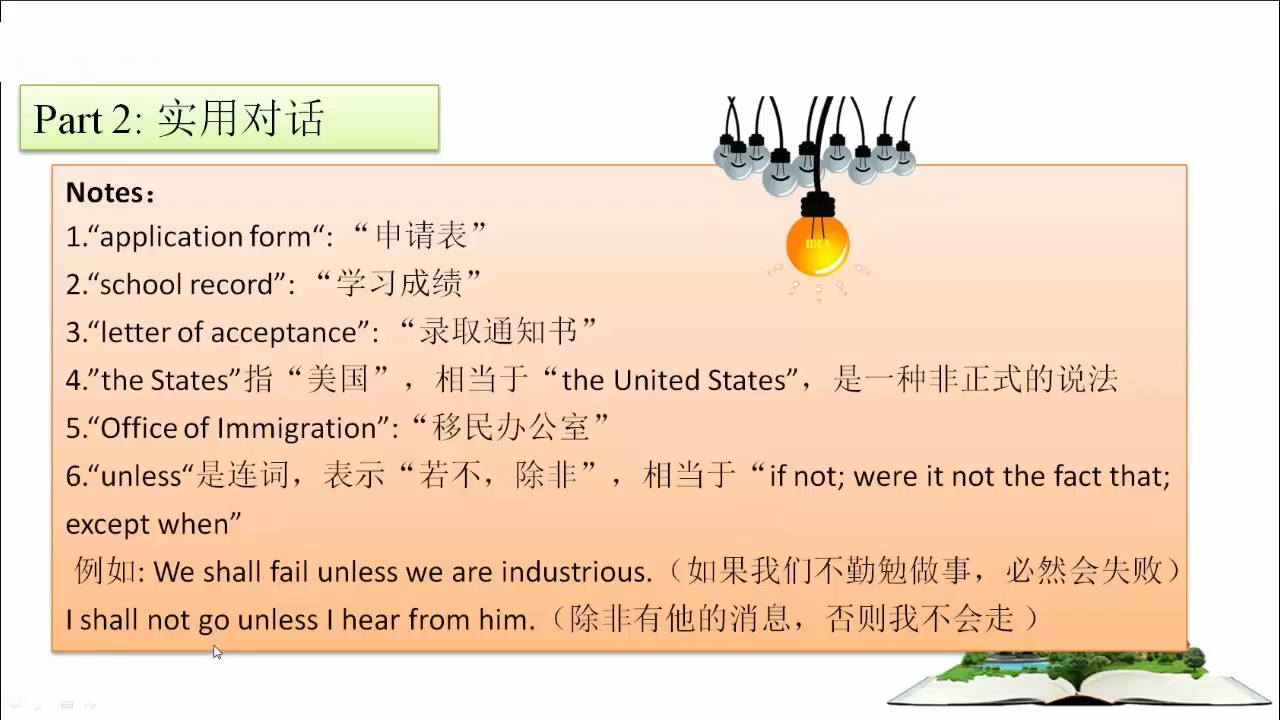 Part 2: 实用对话
IDEA
Notes：
1.“application form“: “申请表”
2.“school record”: “学习成绩”
3.“letter of acceptance”: “录取通知书”
4.”the States”指“美国”，相当于“the United States”，是一种非正式的说法
5.“Office of Immigration”:“移民办公室”
6.“unless“是连词，表示“若不，除非”，相当于“if not; were it not the fact that;
except when”
例如: We shall fail unless we are industrious.（如果我们不勤勉做事，必然会失败）
I shall not go unless I hear from him.（除非有他的消息，否则我不会走 ）